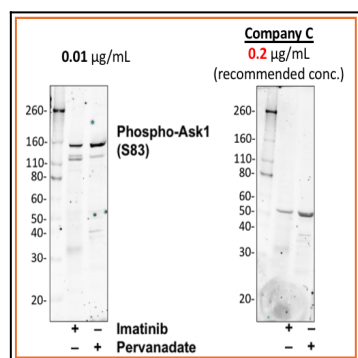 Company C
0.01 µg/mL
0.2 µg/mL
(recommended conc.)
260-
160-
110-
80-
60-
50-
40-
30-
20-
Phospho-Ask1
(S83)
260-
160-
110-
80-
60-
50-
40-
30-
20-
+ – Imatinib + –
– + Pervanadate – +